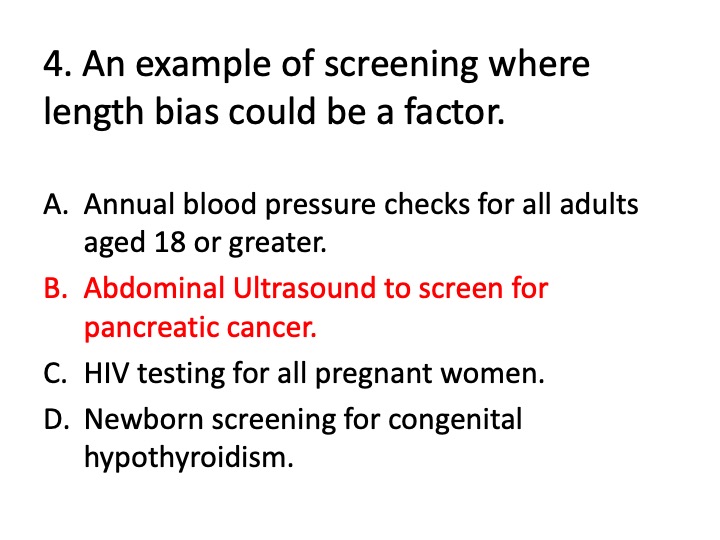 4. An example of screening where
length bias could be a factor.
A. Annual blood pressure checks for all adults
aged 18 or greater.
B. Abdominal Ultrasound to screen for
pancreatic cancer.
C. HIV testing for all pregnant women.
D. Newborn screening for congenital
hypothyroidism.